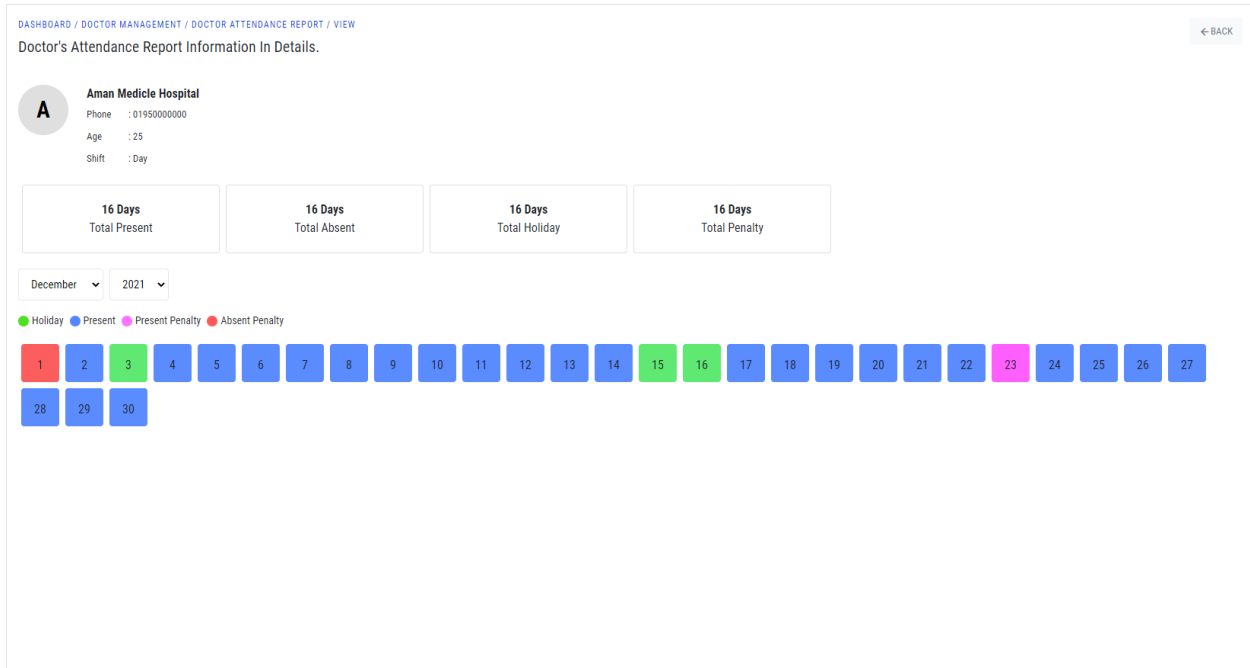 DASHBOARD / DOCTOR MANAGEMENT / DOCTOR ATTENDANCE REPORT / VIEW
← BACK
Doctor's Attendance Report Information In Details.
A
Aman Medicle Hospital
Phone : 01950000000
Age : 25
Shift : Day
16 Days 16 Days 16 Days 16 Days
Total Present Total Absent Total Holiday Total Penalty
December 2021
Holiday Present Present Penalty Absent Penalty
1 2 3 4 5 6 7 8 9 10 11 12 13 14 15 16 17 18 19 20 21 22 23 24 25 26 27
28 29 30